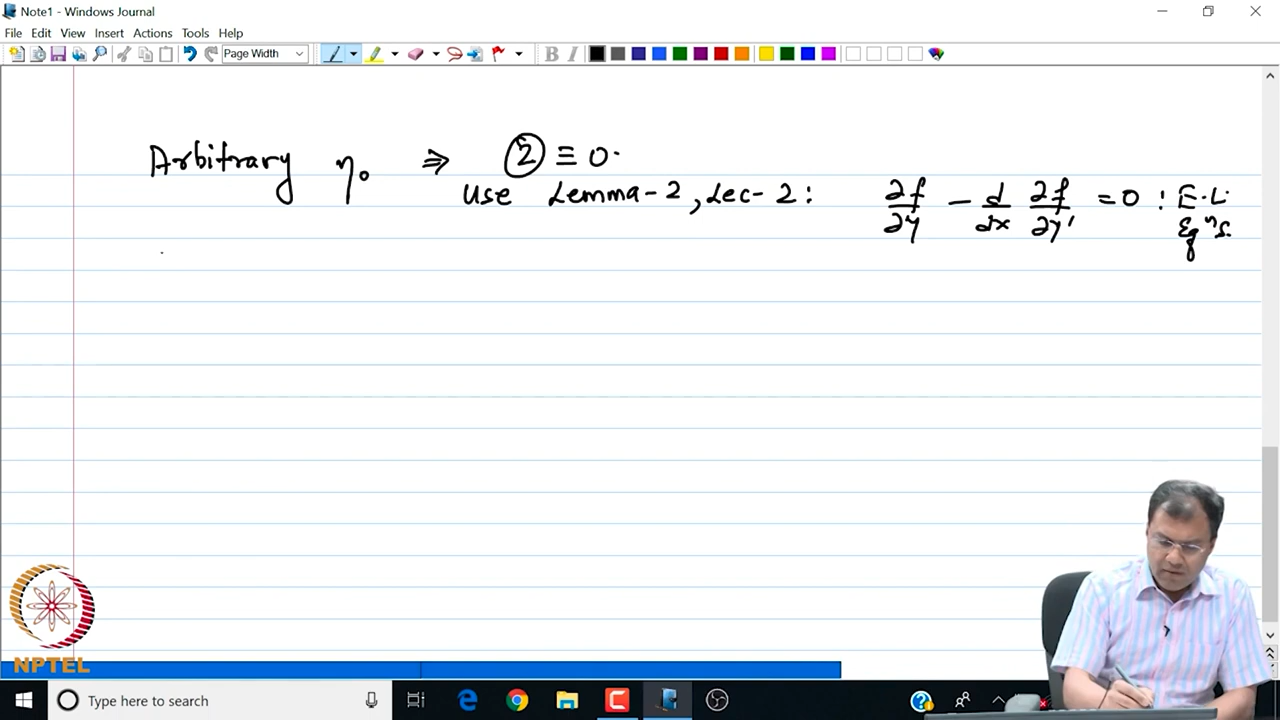 Note1 - Windows Journal
File Edit View Insert Actions Tools Help
Page Width
B I
Arbitrary η₀ ⇒ ② ≡ 0.
Use Lemma-2, Lec-2: ∂f/∂y - d/dx ∂f/∂y' = 0 : E.L.
Eqⁿs.
NPTEL
Type here to search